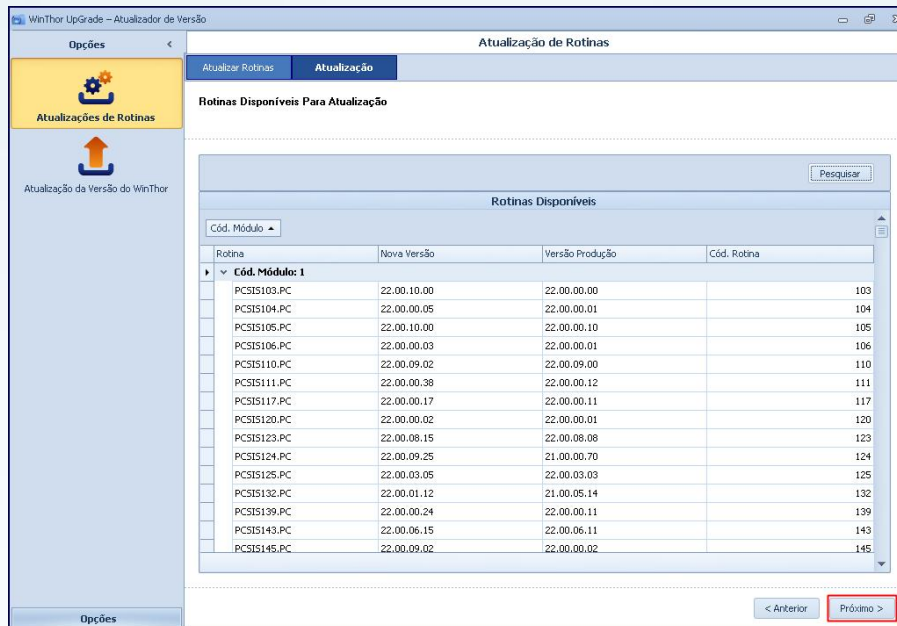 WinThor UpGrade – Atualizador de Versão
Opções <
Atualização de Rotinas
Atualizar Rotinas Atualização
Atualizações de Rotinas
Atualização da Versão do WinThor
Rotinas Disponíveis Para Atualização
Pesquisar
Rotinas Disponíveis
Cód. Módulo
Rotina Nova Versão Versão Produção Cód. Rotina
Cód. Módulo: 1
PCSIS103.PC 22.00.10.00 22.00.00.00 103
PCSIS104.PC 22.00.00.05 22.00.00.01 104
PCSIS105.PC 22.00.10.00 22.00.00.10 105
PCSIS106.PC 22.00.00.03 22.00.00.01 106
PCSIS110.PC 22.00.09.02 22.00.09.00 110
PCSIS111.PC 22.00.00.38 22.00.00.12 111
PCSIS117.PC 22.00.00.17 22.00.00.11 117
PCSIS120.PC 22.00.00.02 22.00.00.01 120
PCSIS123.PC 22.00.08.15 22.00.08.08 123
PCSIS124.PC 22.00.09.25 21.00.00.70 124
PCSIS125.PC 22.00.03.05 22.00.03.03 125
PCSIS132.PC 22.00.01.12 21.00.05.14 132
PCSIS139.PC 22.00.00.24 22.00.00.11 139
PCSIS143.PC 22.00.06.15 22.00.06.11 143
PCSIS145.PC 22.00.09.02 22.00.00.02 145
< Anterior Próximo >
Opções